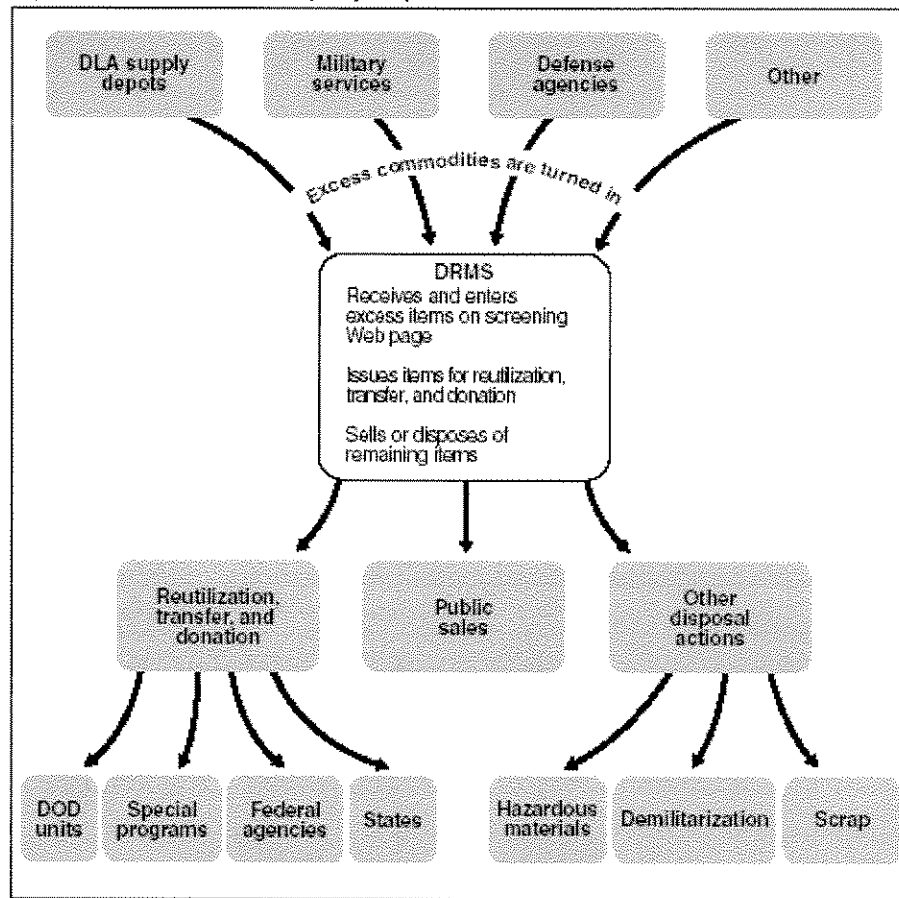 DLA supply
depots
Military
services
Defense
agencies
Other
Excess commodities are turned in
DRMS
Receives and enters
excess items on screening
Web page
Issues items for reutilization,
transfer, and donation
Sells or disposes of
remaining items
Reutilization,
transfer, and
donation
Public
sales
Other
disposal
actions
DOD
units
Special
programs
Federal
agencies
States
Hazardous
materials
Demilitarization
Scrap